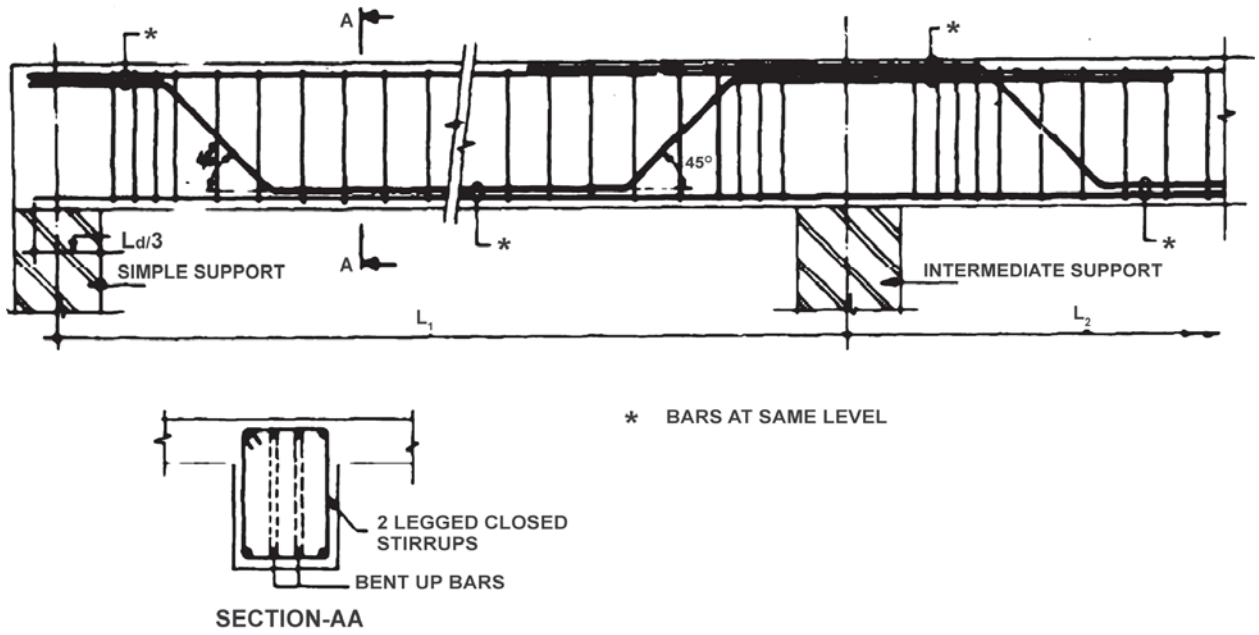 A
*
*
45°
Ld/3
*
*
SIMPLE SUPPORT
A
INTERMEDIATE SUPPORT
L1
L2
* BARS AT SAME LEVEL
2 LEGGED CLOSED
STIRRUPS
BENT UP BARS
SECTION-AA